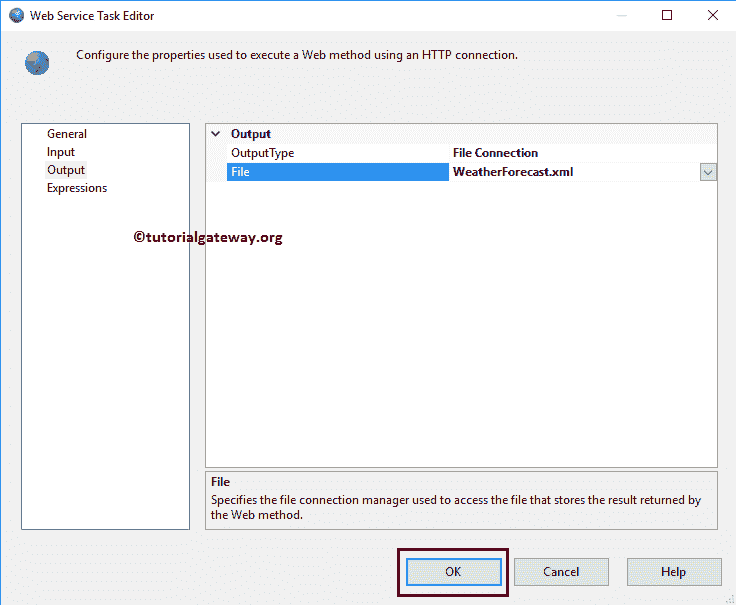 Web Service Task Editor
Configure the properties used to execute a Web method using an HTTP connection.
General
Input
Output
Expressions
Output
OutputType File Connection
File WeatherForecast.xml
©tutorialgateway.org
File
Specifies the file connection manager used to access the file that stores the result returned by
the Web method.
OK Cancel Help